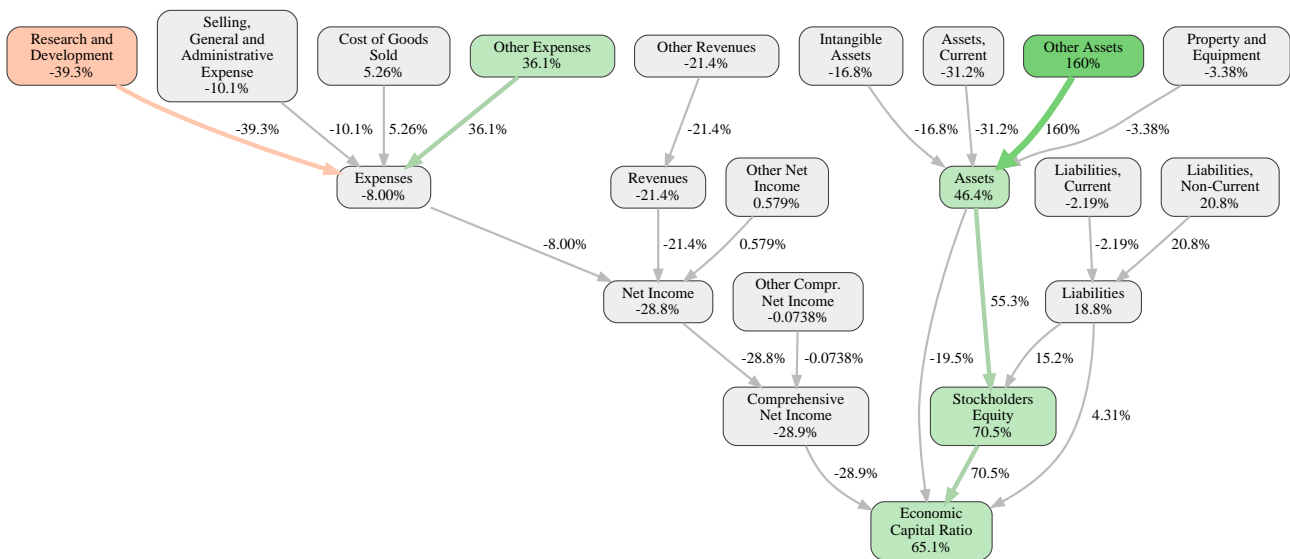 Research and
Development
-39.3%
Selling,
General and
Administrative
Expense
-10.1%
Cost of Goods
Sold
5.26%
Other Expenses
36.1%
Other Revenues
-21.4%
Intangible
Assets
-16.8%
Assets,
Current
-31.2%
Other Assets
160%
Property and
Equipment
-3.38%
-39.3%
-10.1%
5.26%
36.1%
-21.4%
-16.8%
-31.2%
160%
-3.38%
Expenses
-8.00%
Revenues
-21.4%
Other Net
Income
0.579%
Assets
46.4%
Liabilities,
Current
-2.19%
Liabilities,
Non-Current
20.8%
-8.00%
-21.4%
0.579%
-2.19%
20.8%
Net Income
-28.8%
Other Compr.
Net Income
-0.0738%
55.3%
Liabilities
18.8%
-28.8%
-0.0738%
-19.5%
15.2%
Comprehensive
Net Income
-28.9%
Stockholders
Equity
70.5%
4.31%
-28.9%
70.5%
Economic
Capital Ratio
65.1%